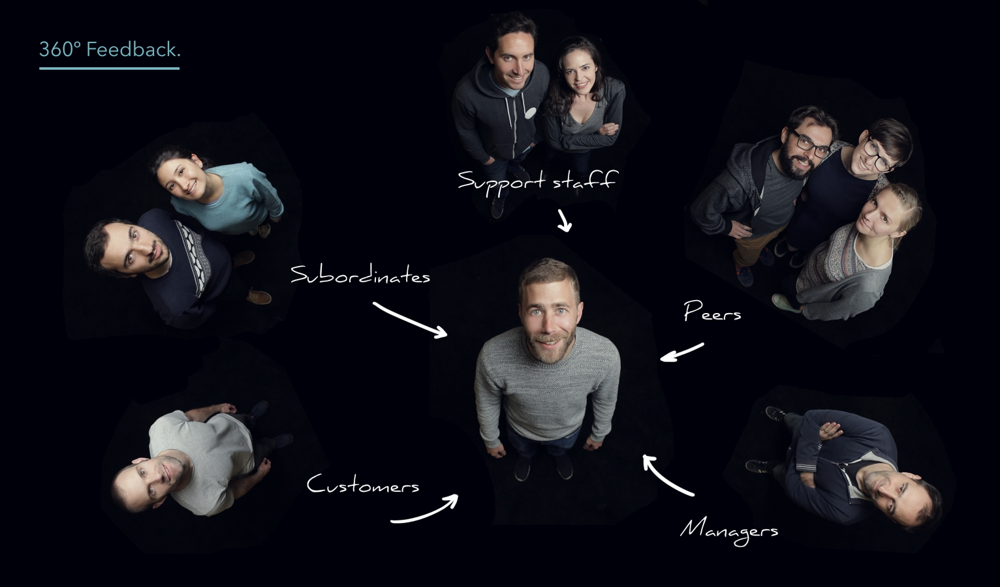 360° Feedback.
Support staff
Subordinates
Peers
Customers
Managers